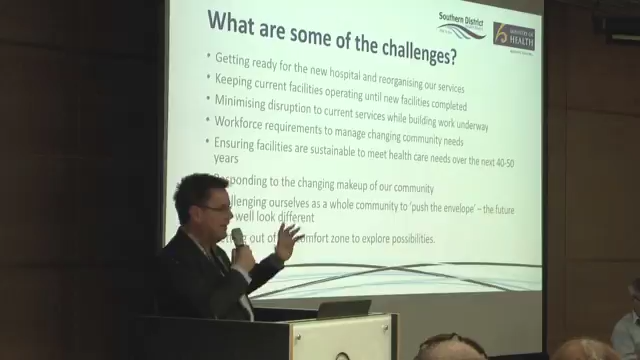 What are some of the challenges?
Southern District
MINISTRY OF
HEALTH
• Getting ready for the new hospital and reorganising our services
• Keeping current facilities operating until new facilities completed
• Minimising disruption to current services while building work underway
• Workforce requirements to manage changing community needs
• Ensuring facilities are sustainable to meet health care needs over the next 40-50
years
to the changing makeup of our community
ourselves as a whole community to 'push the envelope' – the future
well look different
out of comfort zone to explore possibilities.